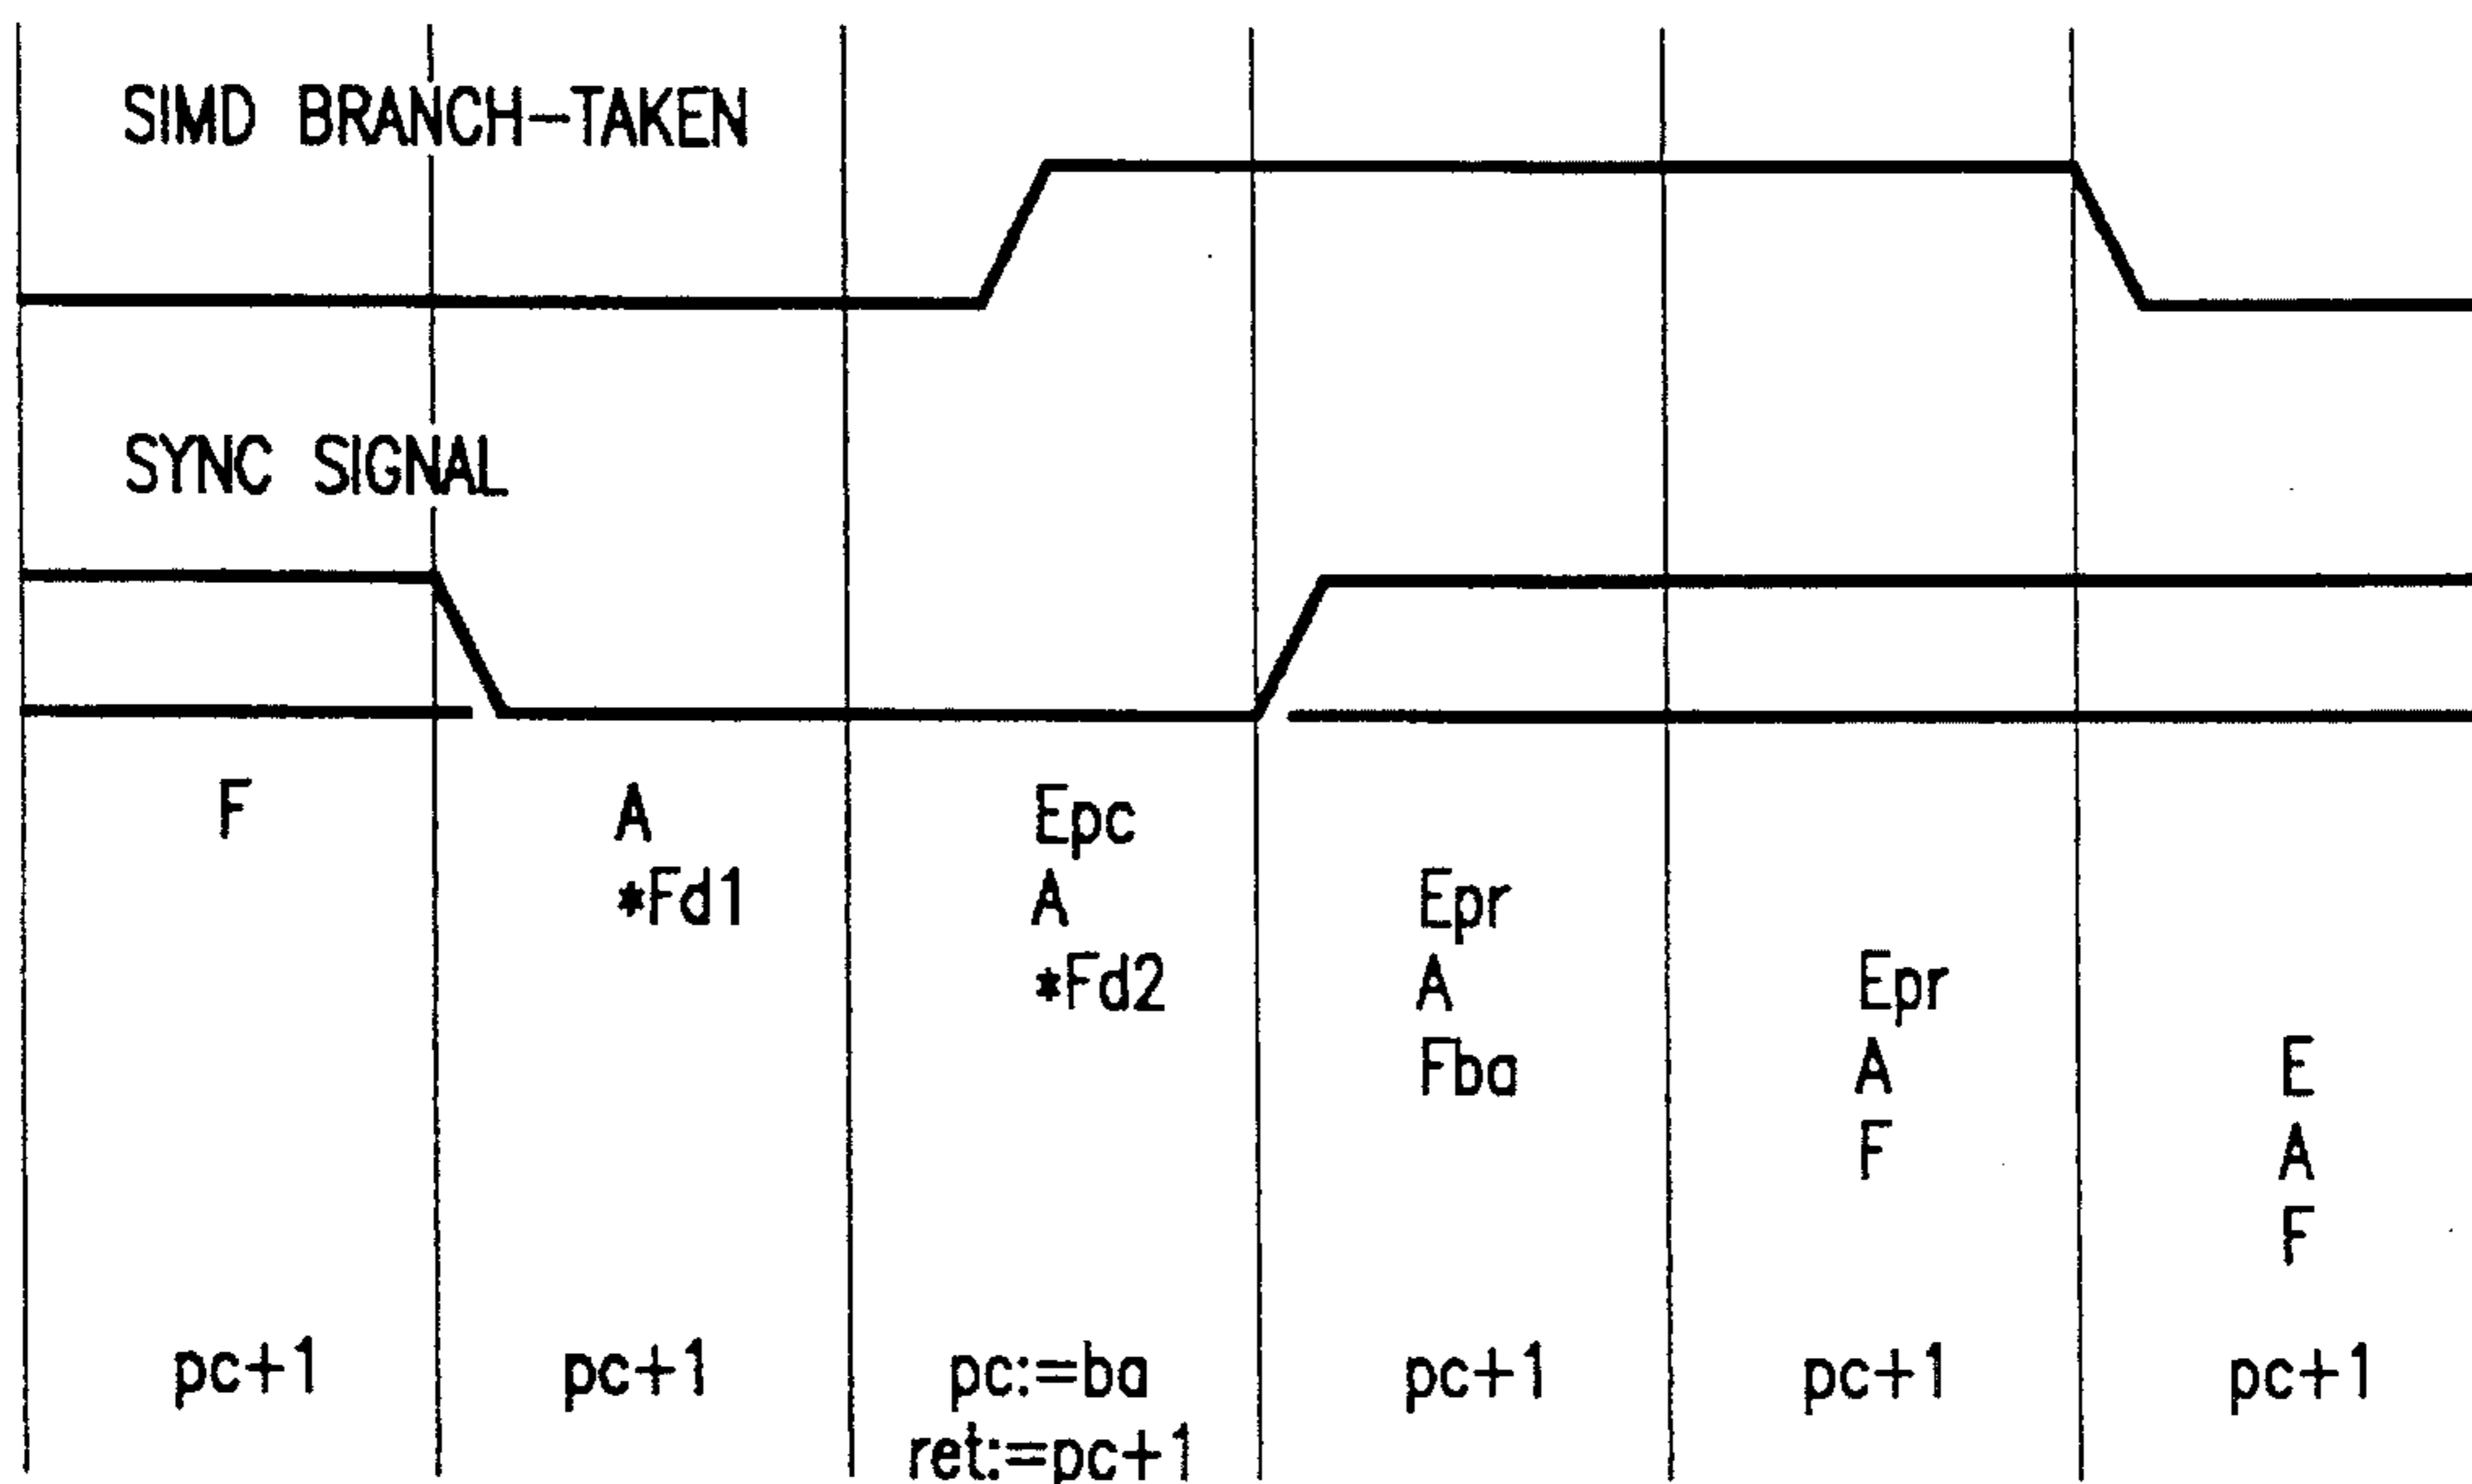 SIMD BRANCH-TAKEN
SYNC SIGNAL
F A Epc
*Fd1 A Epr
*Fd2 A Epr
Fba A E
F A
F
pc+1 pc+1 pc:=ba pc+1 pc+1 pc+1
ret:=pc+1